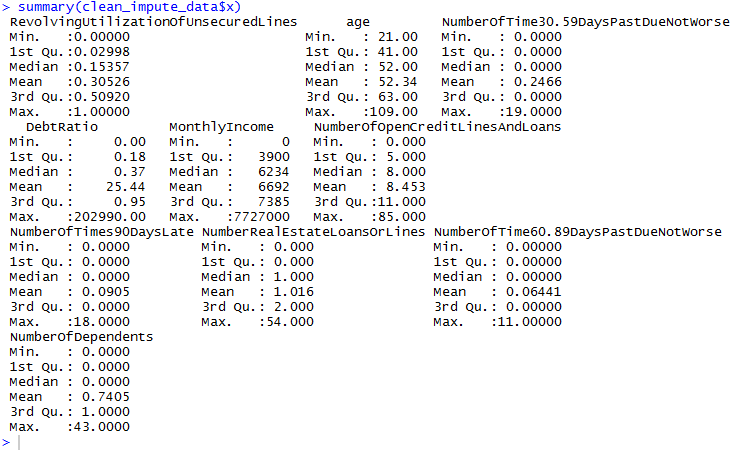 > summary(clean_impute_data$x)
RevolvingUtilizationOfUnsecuredLines      age         NumberOfTime30.59DaysPastDueNotWorse
Min.   :0.00000                      Min.   : 21.00   Min.   : 0.0000
1st Qu.:0.02998                      1st Qu.: 41.00   1st Qu.: 0.0000
Median :0.15357                      Median : 52.00   Median : 0.0000
Mean   :0.30526                      Mean   : 52.34   Mean   : 0.2466
3rd Qu.:0.50920                      3rd Qu.: 63.00   3rd Qu.: 0.0000
Max.   :1.00000                      Max.   :109.00   Max.   :19.0000
DebtRatio         MonthlyIncome     NumberOfOpenCreditLinesAndLoans
Min.   :     0.00   Min.   :      0   Min.   : 0.000
1st Qu.:     0.18   1st Qu.:   3900   1st Qu.: 5.000
Median :     0.37   Median :   6234   Median : 8.000
Mean   :    25.44   Mean   :   6692   Mean   : 8.453
3rd Qu.:     0.95   3rd Qu.:   7385   3rd Qu.:11.000
Max.   :202990.00   Max.   :7727000   Max.   :85.000
NumberOfTimes90DaysLate NumberRealEstateLoansOrLines NumberOfTime60.89DaysPastDueNotWorse
Min.   : 0.0000         Min.   : 0.000               Min.   : 0.00000
1st Qu.: 0.0000         1st Qu.: 0.000               1st Qu.: 0.00000
Median : 0.0000         Median : 1.000               Median : 0.00000
Mean   : 0.0905         Mean   : 1.016               Mean   : 0.06441
3rd Qu.: 0.0000         3rd Qu.: 2.000               3rd Qu.: 0.00000
Max.   :18.0000         Max.   :54.000               Max.   :11.00000
NumberOfDependents
Min.   : 0.0000
1st Qu.: 0.0000
Median : 0.0000
Mean   : 0.7405
3rd Qu.: 1.0000
Max.   :43.0000
>